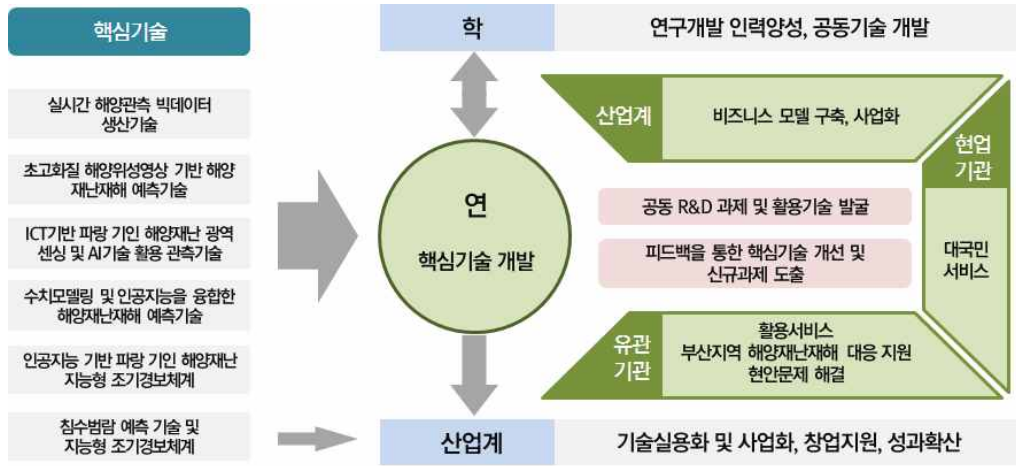 핵심기술
실시간 해양관측 빅데이터
생산기술
초고화질 해양위성영상 기반 해양
재난재해 예측기술
ICT기반 파랑 기인 해양재난 광역
센싱 및 AI기술 활용 관측기술
수치모델링 및 인공지능을 융합한
해양재난재해 예측기술
인공지능 기반 파랑 기인 해양재난
지능형 조기경보체계
침수범람 예측 기술 및
지능형 조기경보체계
학
연구개발 인력양성, 공동기술 개발
연
핵심기술 개발
산업계
비즈니스 모델 구축, 사업화
현업
기관
대국민
서비스
공동 R&D 과제 및 활용기술 발굴
피드백을 통한 핵심기술 개선 및
신규과제 도출
유관
기관
활용서비스
부산지역 해양재난재해 대응 지원
현안문제 해결
산업계
기술실용화 및 사업화, 창업지원, 성과확산